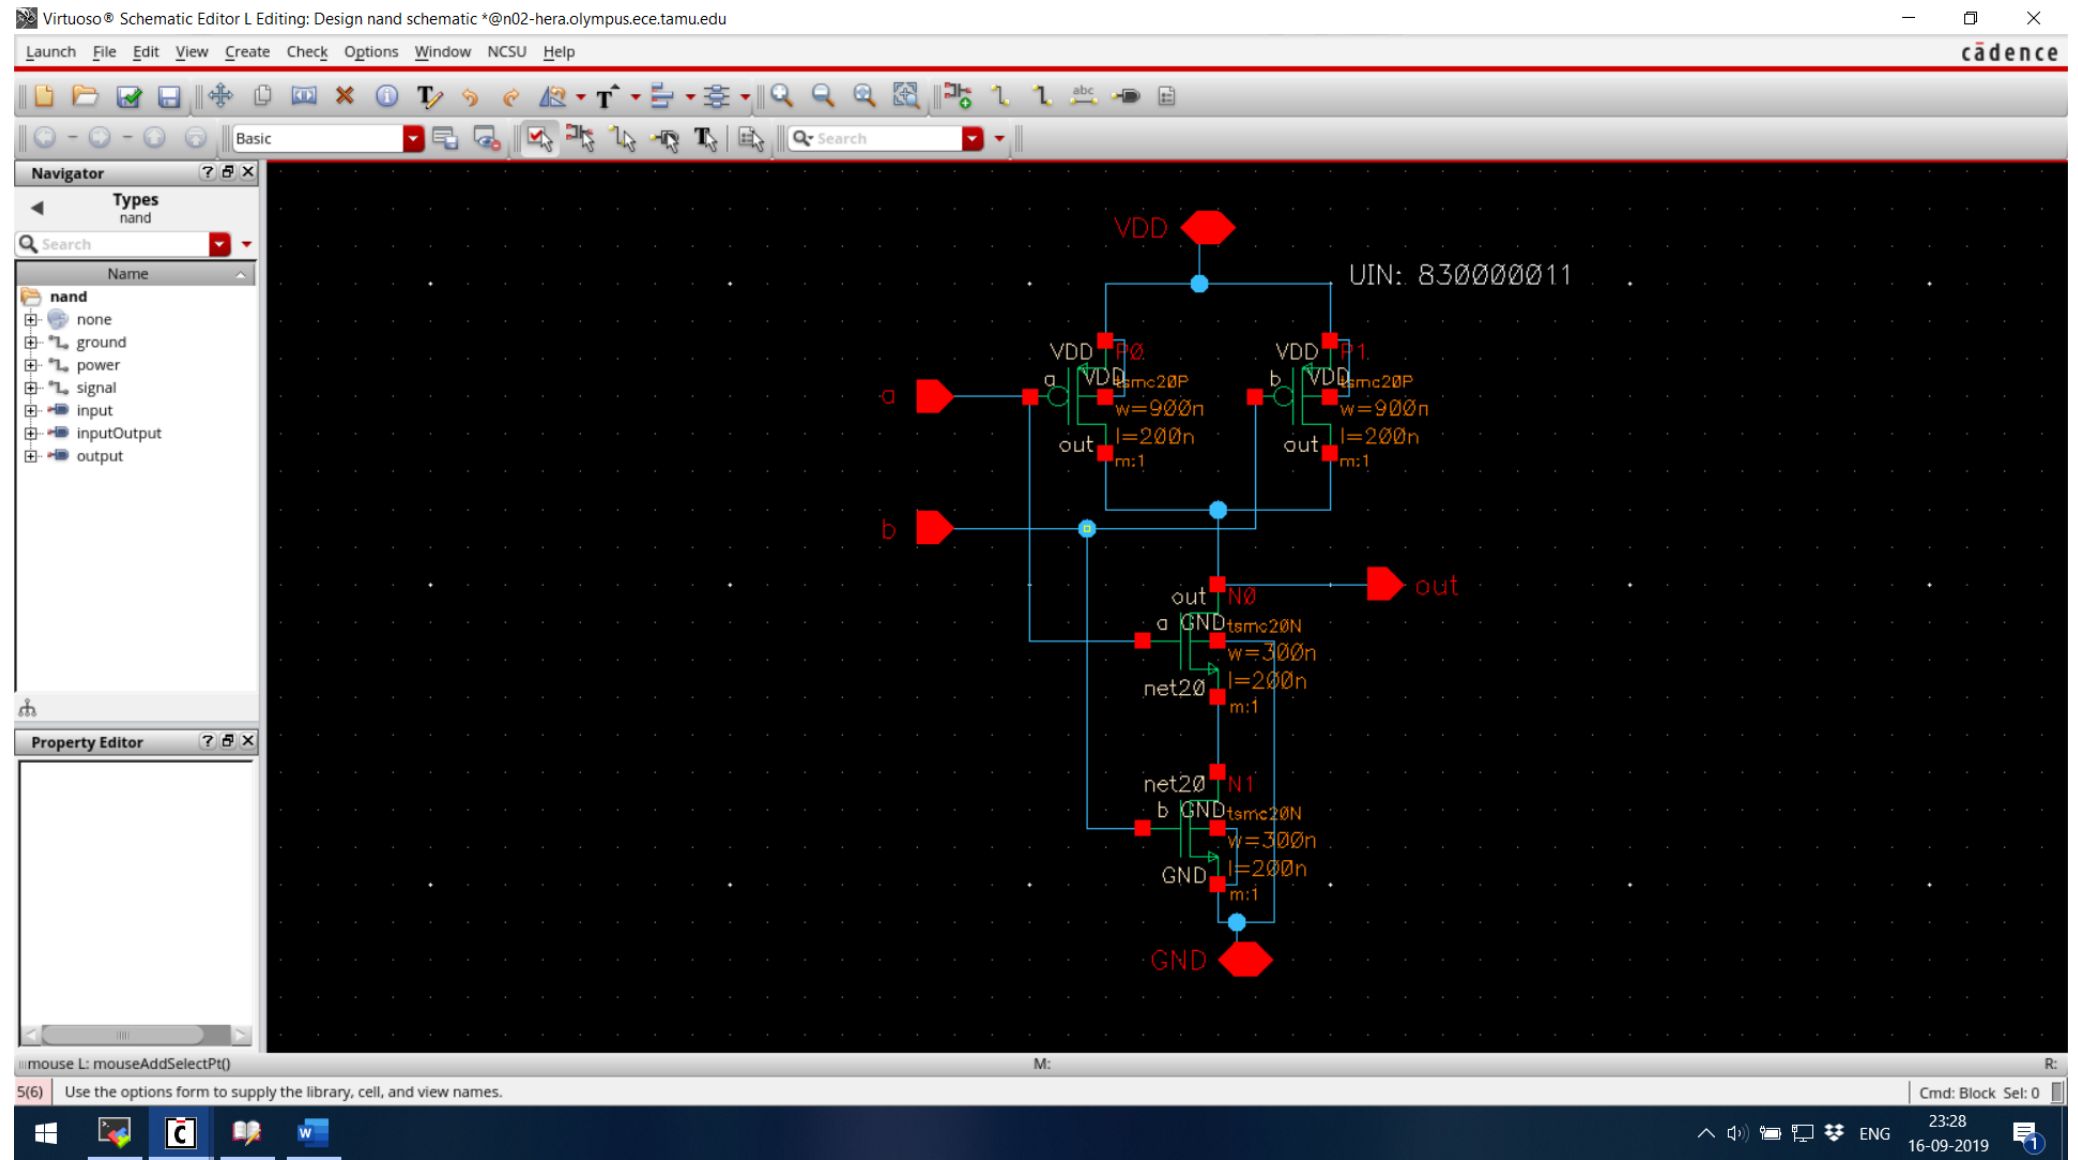 Virtuoso® Schematic Editor L Editing: Design nand schematic *@n02-hera.olympus.ece.tamu.edu
Launch File Edit View Create Check Options Window NCSU Help
cādence
abc
Basic
Search
Navigator
Types
nand
Search
Name
nand
none
ground
power
signal
input
inputOutput
output
Property Editor
VDD
UIN: 830000011
VDD P0
a VDD tsmc20P
w=900n
l=200n
out
m:1
VDD P1
b VDD tsmc20P
w=900n
l=200n
out
m:1
a
b
out
out N0
a GND tsmc20N
w=300n
net20 l=200n
m:1
net20 N1
b GND tsmc20N
w=300n
GND l=200n
m:1
GND
mouse L: mouseAddSelectPt()
M:
R:
5(6) Use the options form to supply the library, cell, and view names.
Cmd: Block Sel: 0
ENG
23:28
16-09-2019
1